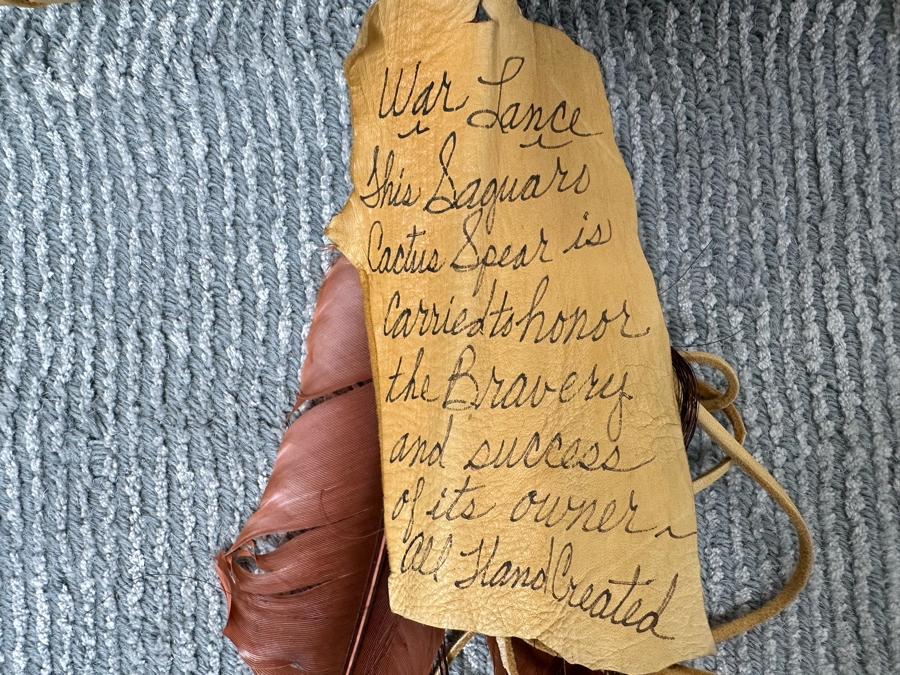 War Lance
This Saguaro
Cactus Spear is
Carried to honor
the Bravery
and success
of its owner ~
All Hand Created